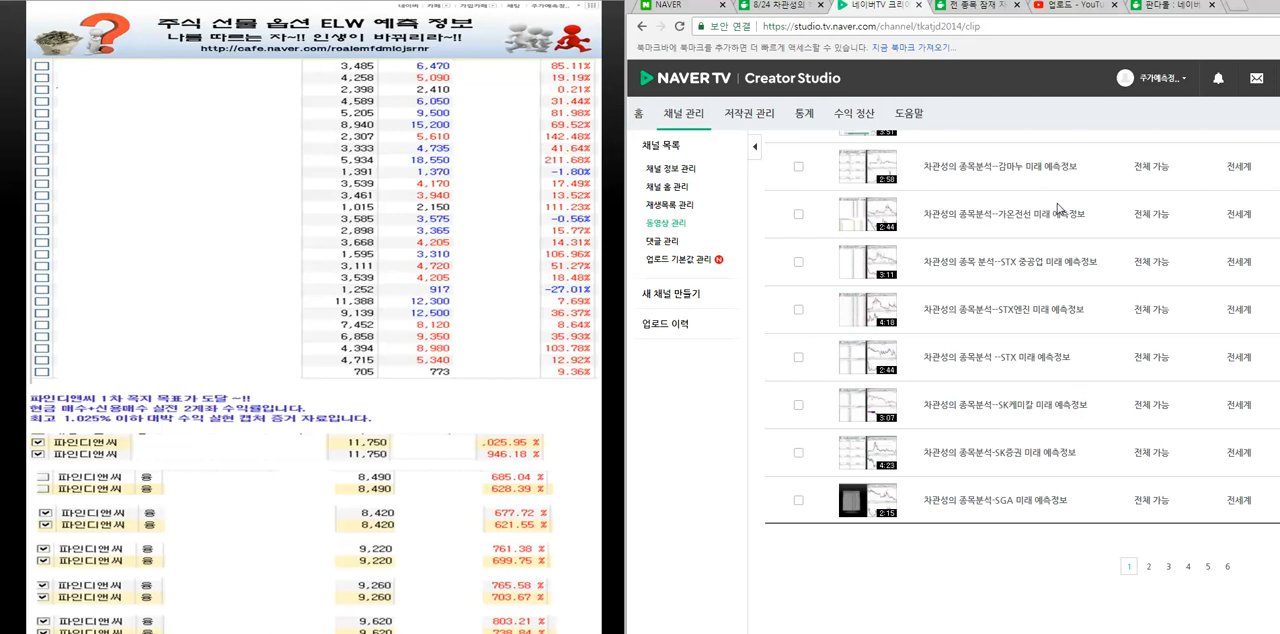 주식 선물 옵션 ELW 예측 정보
나를 따르는 자~!! 인생이 바뀌리라~!!
http://cafe.naver.com/roalemfdmlojsrnr
3,485 6,470 85.11%
4,258 5,090 19.19%
2,398 2,410 0.21%
4,589 6,050 31.44%
5,205 9,500 81.98%
8,940 15,200 69.52%
2,307 5,610 142.48%
3,333 4,735 41.64%
5,934 18,550 211.68%
1,391 1,370 -1.80%
3,539 4,170 17.49%
3,461 3,940 13.52%
1,015 2,150 111.23%
3,585 3,575 -0.56%
2,898 3,365 15.77%
3,668 4,205 14.31%
1,595 3,310 106.96%
3,111 4,720 51.27%
3,539 4,205 18.48%
1,252 917 -27.01%
11,388 12,300 7.69%
9,139 12,500 36.37%
7,452 8,120 8.64%
6,858 9,350 35.93%
4,394 8,980 103.78%
4,715 5,340 12.92%
705 773 9.36%
파인디앤씨 1차 꼭지 목표가 도달 ~!!
현금 매수+신용매수 실전 2계좌 수익률입니다.
최고 1.025% 이하 대박 수익 실현 캡쳐 증거 자료입니다.
파인디앤씨 11,750 ,025.95 %
파인디앤씨 11,750 946.18 %
파인디앤씨 융 8,490 685.04 %
파인디앤씨 융 8,490 628.39 %
파인디앤씨 융 8,420 677.72 %
파인디앤씨 융 8,420 621.55 %
파인디앤씨 융 9,220 761.38 %
파인디앤씨 융 9,220 699.75 %
파인디앤씨 융 9,260 765.58 %
파인디앤씨 융 9,260 703.67 %
파인디앤씨 융 9,620 803.21 %
파인디앤씨 융 9,620 738.84 %
NAVER
8/24 차관성의 종목
네이버TV 크리
전 종목 잠재 자
업로드 - YouTu
판다툴 : 네이버
보안 연결 https://studio.tv.naver.com/channel/tkatjd2014/clip
북마크바에 북마크를 추가하면 더 빠르게 액세스할 수 있습니다. 지금 북마크 가져오기...
NAVER TV Creator Studio
주가예측정..
홈 채널 관리 저작권 관리 통계 수익 정산 도움말
채널 목록
채널 정보 관리
채널 홈 관리
재생목록 관리
동영상 관리
댓글 관리
업로드 기본값 관리 N
새 채널 만들기
업로드 이력
3:51
2:58 차관성의 종목분석--감마누 미래 예측정보 전체 가능 전세계
2:44 차관성의 종목분석--가온전선 미래 예측정보 전체 가능 전세계
3:11 차관성의 종목 분석--STX 중공업 미래 예측정보 전체 가능 전세계
4:18 차관성의 종목분석--STX엔진 미래 예측정보 전체 가능 전세계
2:44 차관성의 종목분석 --STX 미래 예측정보 전체 가능 전세계
3:07 차관성의 종목분석--SK케미칼 미래 예측정보 전체 가능 전세계
4:23 차관성의 종목분석-SK증권 미래 예측정보 전체 가능 전세계
2:15 차관성의 종목분석-SGA 미래 예측정보 전체 가능 전세계
1 2 3 4 5 6